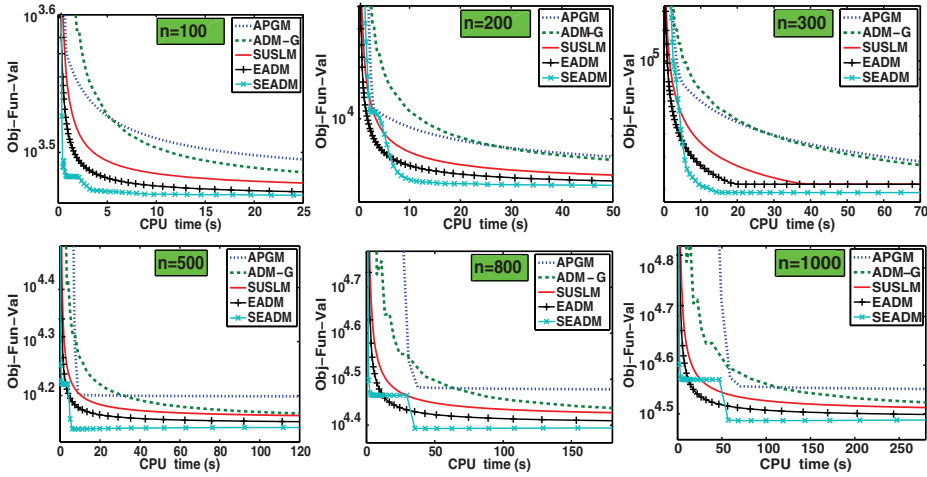 n=100
APGM
ADM-G
SUSLM
EADM
SEADM
Obj-Fun-Val
10^3.6
10^3.5
0 5 10 15 20 25
CPU time (s)
n=200
APGM
ADM-G
SUSLM
EADM
SEADM
Obj-Fun-Val
10^4
0 10 20 30 40 50
CPU time (s)
n=300
APGM
ADM-G
SUSLM
EADM
SEADM
Obj-Fun-Val
10^5
0 10 20 30 40 50 60 70
CPU time (s)
n=500
APGM
ADM-G
SUSLM
EADM
SEADM
Obj-Fun-Val
10^4.4
10^4.3
10^4.2
0 20 40 60 80 100 120
CPU time (s)
n=800
APGM
ADM-G
SUSLM
EADM
SEADM
Obj-Fun-Val
10^4.7
10^4.6
10^4.5
10^4.4
0 50 100 150
CPU time (s)
n=1000
APGM
ADM-G
SUSLM
EADM
SEADM
Obj-Fun-Val
10^4.8
10^4.7
10^4.6
10^4.5
0 50 100 150 200 250
CPU time (s)